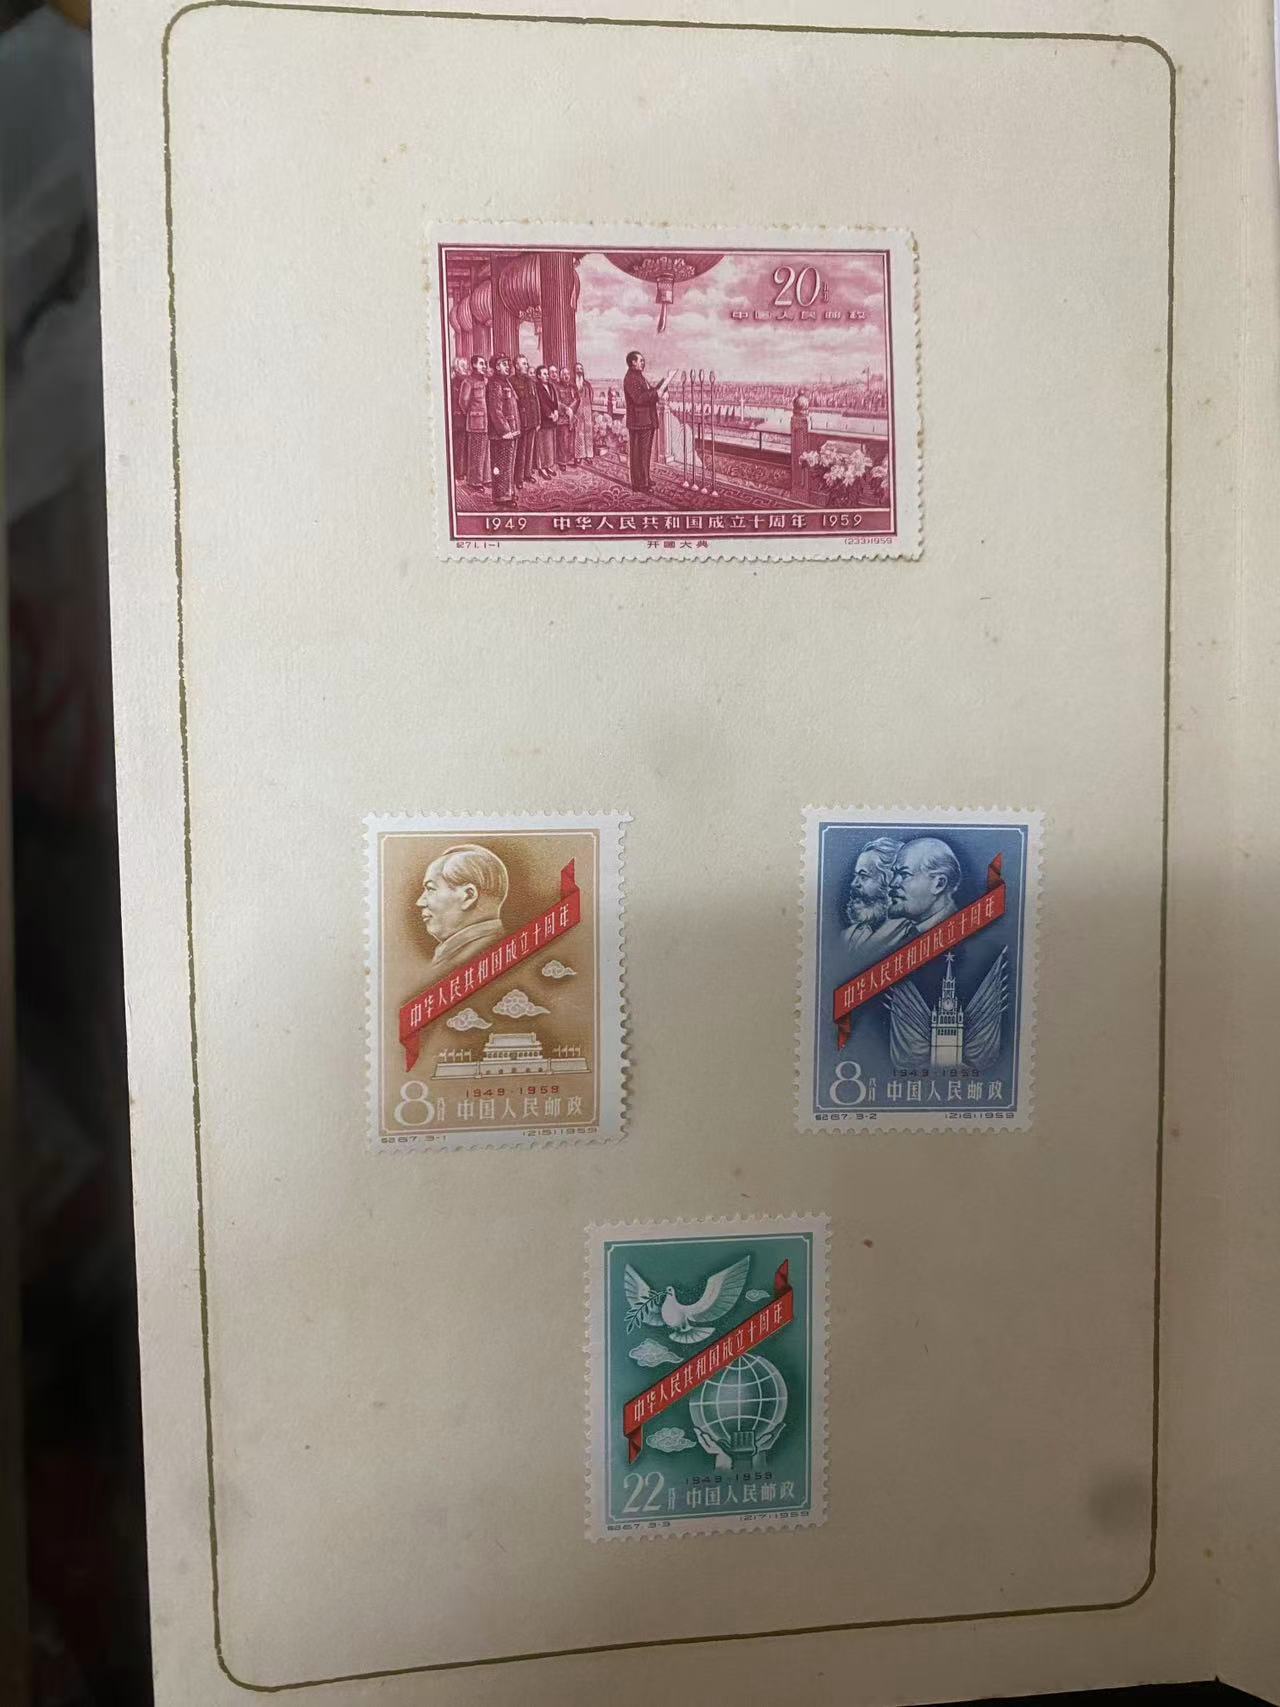 20分
中国人民邮政
1949 中华人民共和国成立十周年 1959
纪71.1-1 开國大典 (233)1959
中华人民共和国成立十周年
1949-1959
8八分 中国人民邮政
纪67.3-1 (215)1959
中华人民共和国成立十周年
1949-1959
8八分 中国人民邮政
纪67.3-2 (216)1959
中华人民共和国成立十周年
1949-1959
22分 中国人民邮政
纪67.3-3 (217)1959